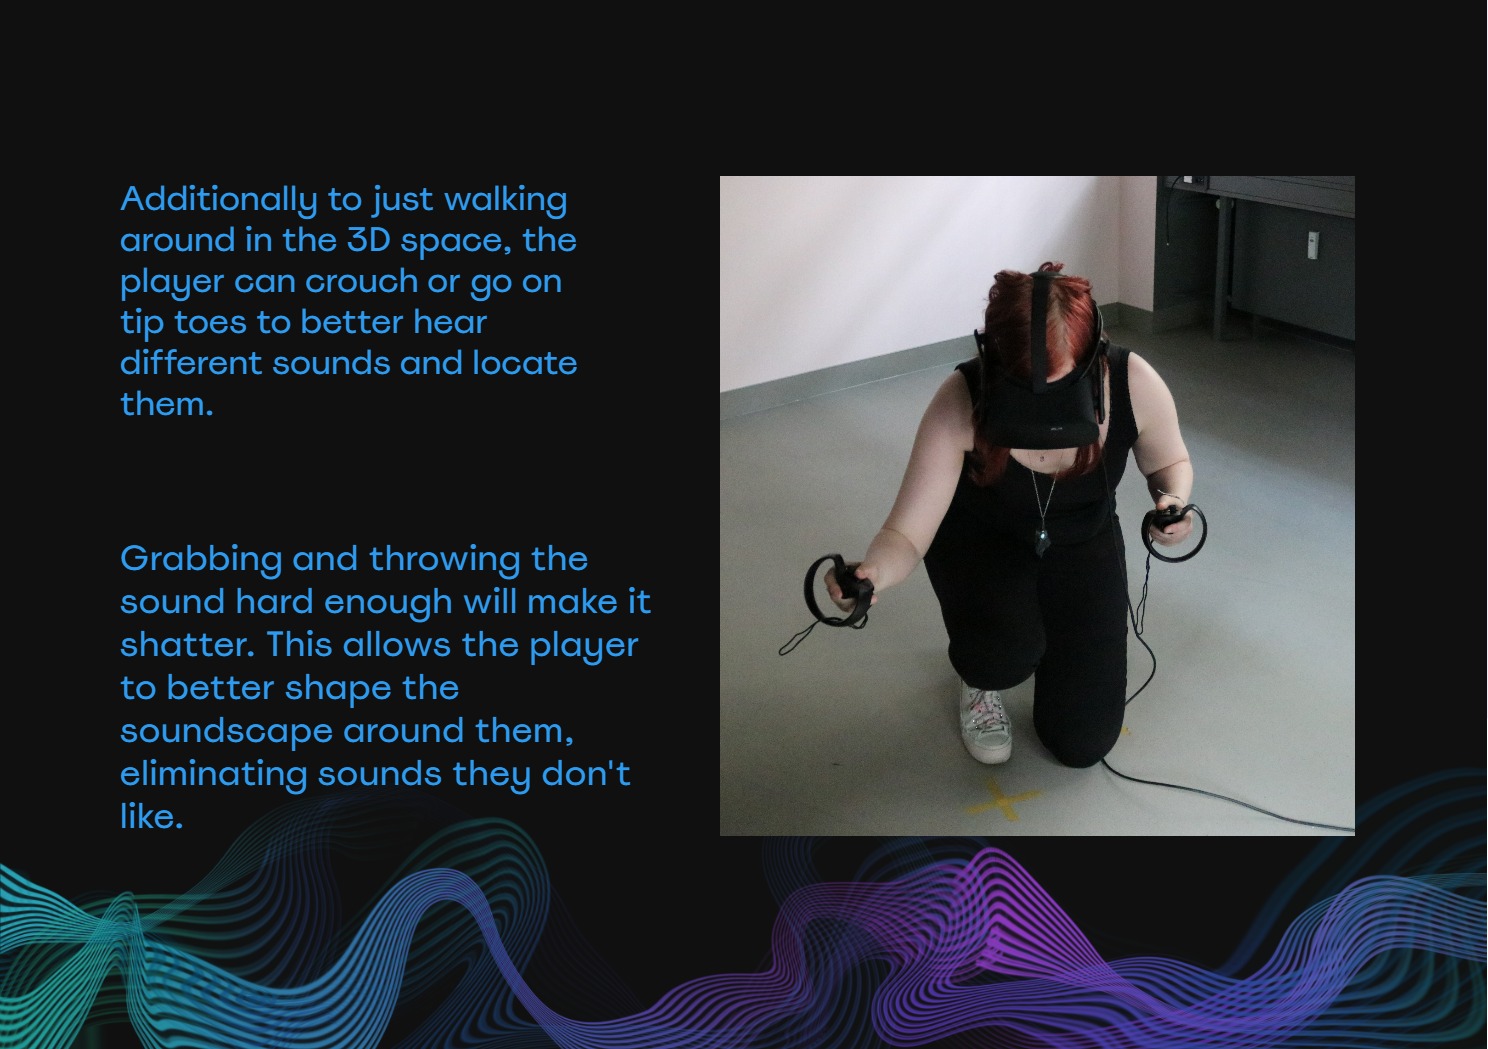 Additionally to just walking
around in the 3D space, the
player can crouch or go on
tip toes to better hear
different sounds and locate
them.
Grabbing and throwing the
sound hard enough will make it
shatter. This allows the player
to better shape the
soundscape around them,
eliminating sounds they don't
like.